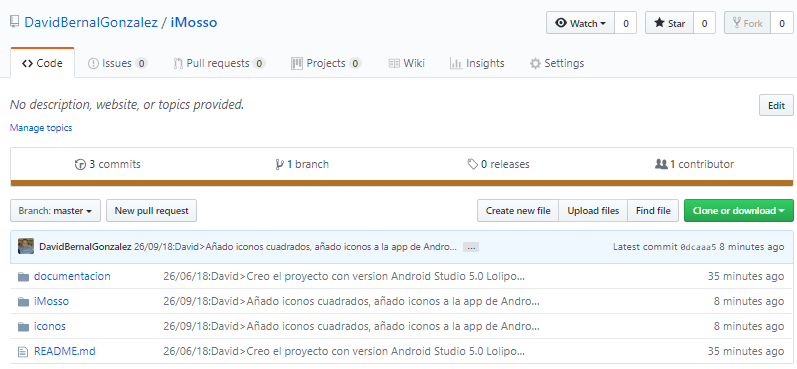 DavidBernalGonzalez / iMosso
Watch 0 Star 0 Fork 0
Code Issues 0 Pull requests 0 Projects 0 Wiki Insights Settings
No description, website, or topics provided. Edit
Manage topics
3 commits 1 branch 0 releases 1 contributor
Branch: master New pull request Create new file Upload files Find file Clone or download
DavidBernalGonzalez 26/09/18:David>Añado iconos cuadrados, añado iconos a la app de Andro... ... Latest commit 0dcaaa5 8 minutes ago
documentacion 26/06/18:David>Creo el proyecto con version Android Studio 5.0 Lolipo... 35 minutes ago
iMosso 26/09/18:David>Añado iconos cuadrados, añado iconos a la app de Andro... 8 minutes ago
iconos 26/09/18:David>Añado iconos cuadrados, añado iconos a la app de Andro... 8 minutes ago
README.md 26/06/18:David>Creo el proyecto con version Android Studio 5.0 Lolipo... 35 minutes ago